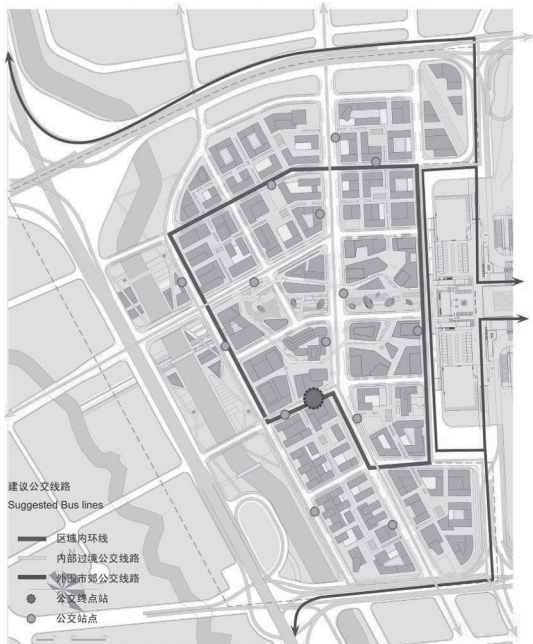 建议公交线路
Suggested Bus lines
区域内环线
内部过境公交线路
外围市郊公交线路
公交终点站
公交站点